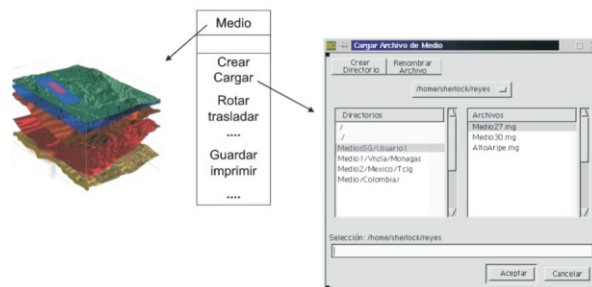 Medio
Crear
Cargar
Rotar
trasladar
....
Guardar
imprimir
....
Cargar Archivo de Medio
Crear Directorio
Renombrar Archivo
/home/sherlock/reyes
Directorios
/
../
MediosSG/Usuario1
Medio1/Vnzla/Monagas
Medio2/Mexico/Tclg
Medio/Colombia/
Archivos
Medio27.mg
Medio30.mg
AltoAripe.mg
Selección: /home/sherlock/reyes
Aceptar
Cancelar